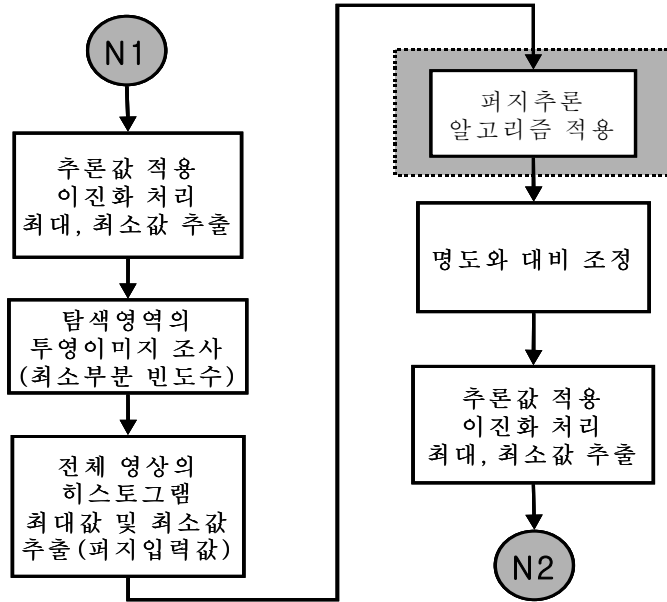 N1
추론값 적용
이진화 처리
최대, 최소값 추출
탐색영역의
투영이미지 조사
(최소부분 빈도수)
전체 영상의
히스토그램
최대값 및 최소값
추출(퍼지입력값)
퍼지추론
알고리즘 적용
명도와 대비 조정
추론값 적용
이진화 처리
최대, 최소값 추출
N2